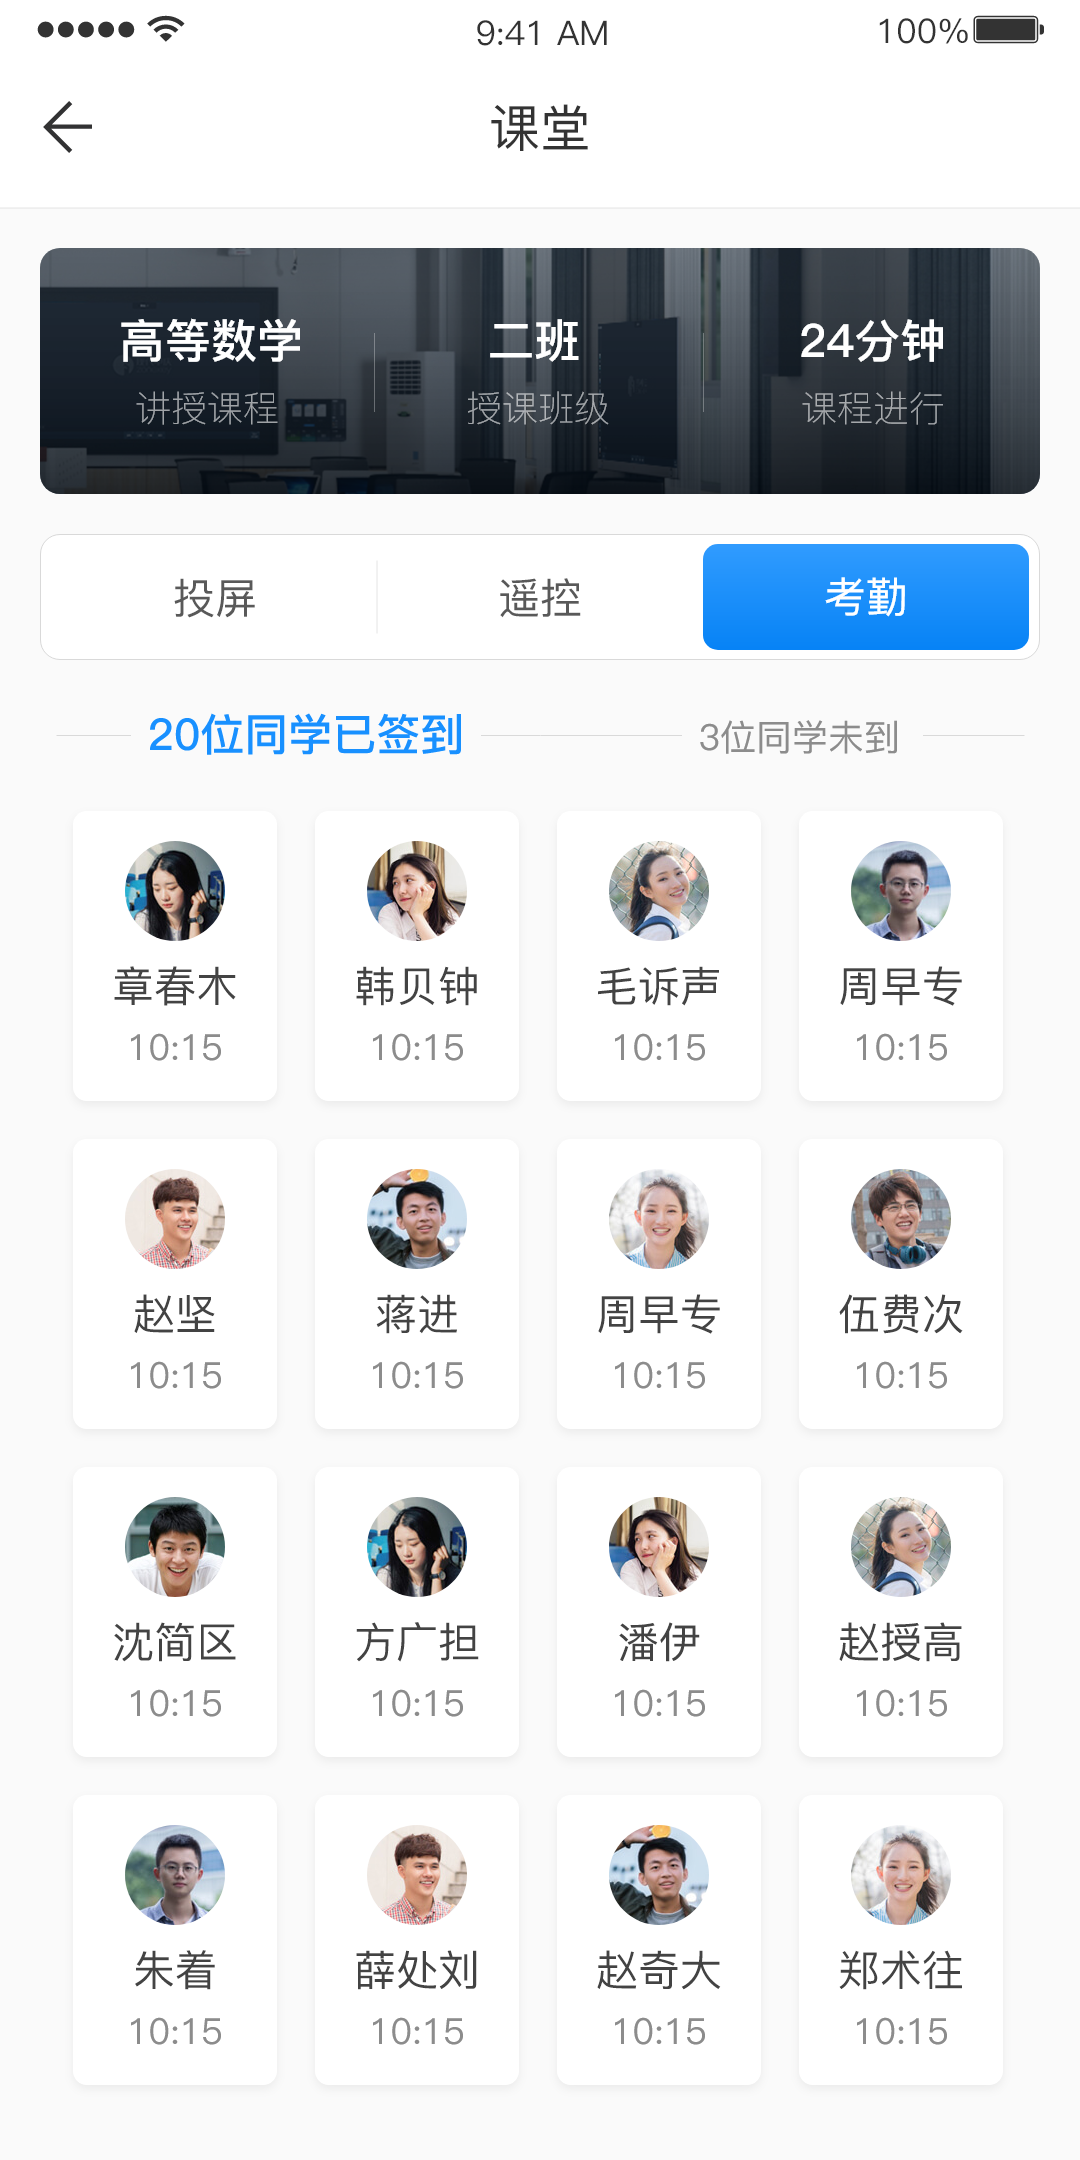 9:41 AM
100%
课堂
高等数学 二班 24分钟
讲授课程 授课班级 课程进行
投屏 遥控 考勤
20位同学已签到 3位同学未到
章春木 韩贝钟 毛诉声 周早专
10:15 10:15 10:15 10:15
赵坚 蒋进 周早专 伍费次
10:15 10:15 10:15 10:15
沈简区 方广担 潘伊 赵授高
10:15 10:15 10:15 10:15
朱着 薛处刘 赵奇大 郑术往
10:15 10:15 10:15 10:15